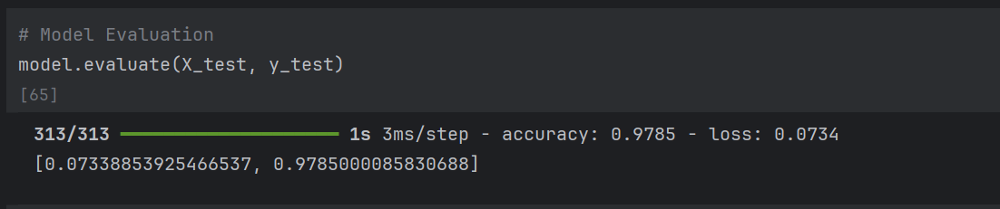 # Model Evaluation
model.evaluate(X_test, y_test)
[65]
313/313 ━━━━━━━━━━━━━━━━━━━━ 1s 3ms/step - accuracy: 0.9785 - loss: 0.0734
[0.07338853925466537, 0.9785000085830688]